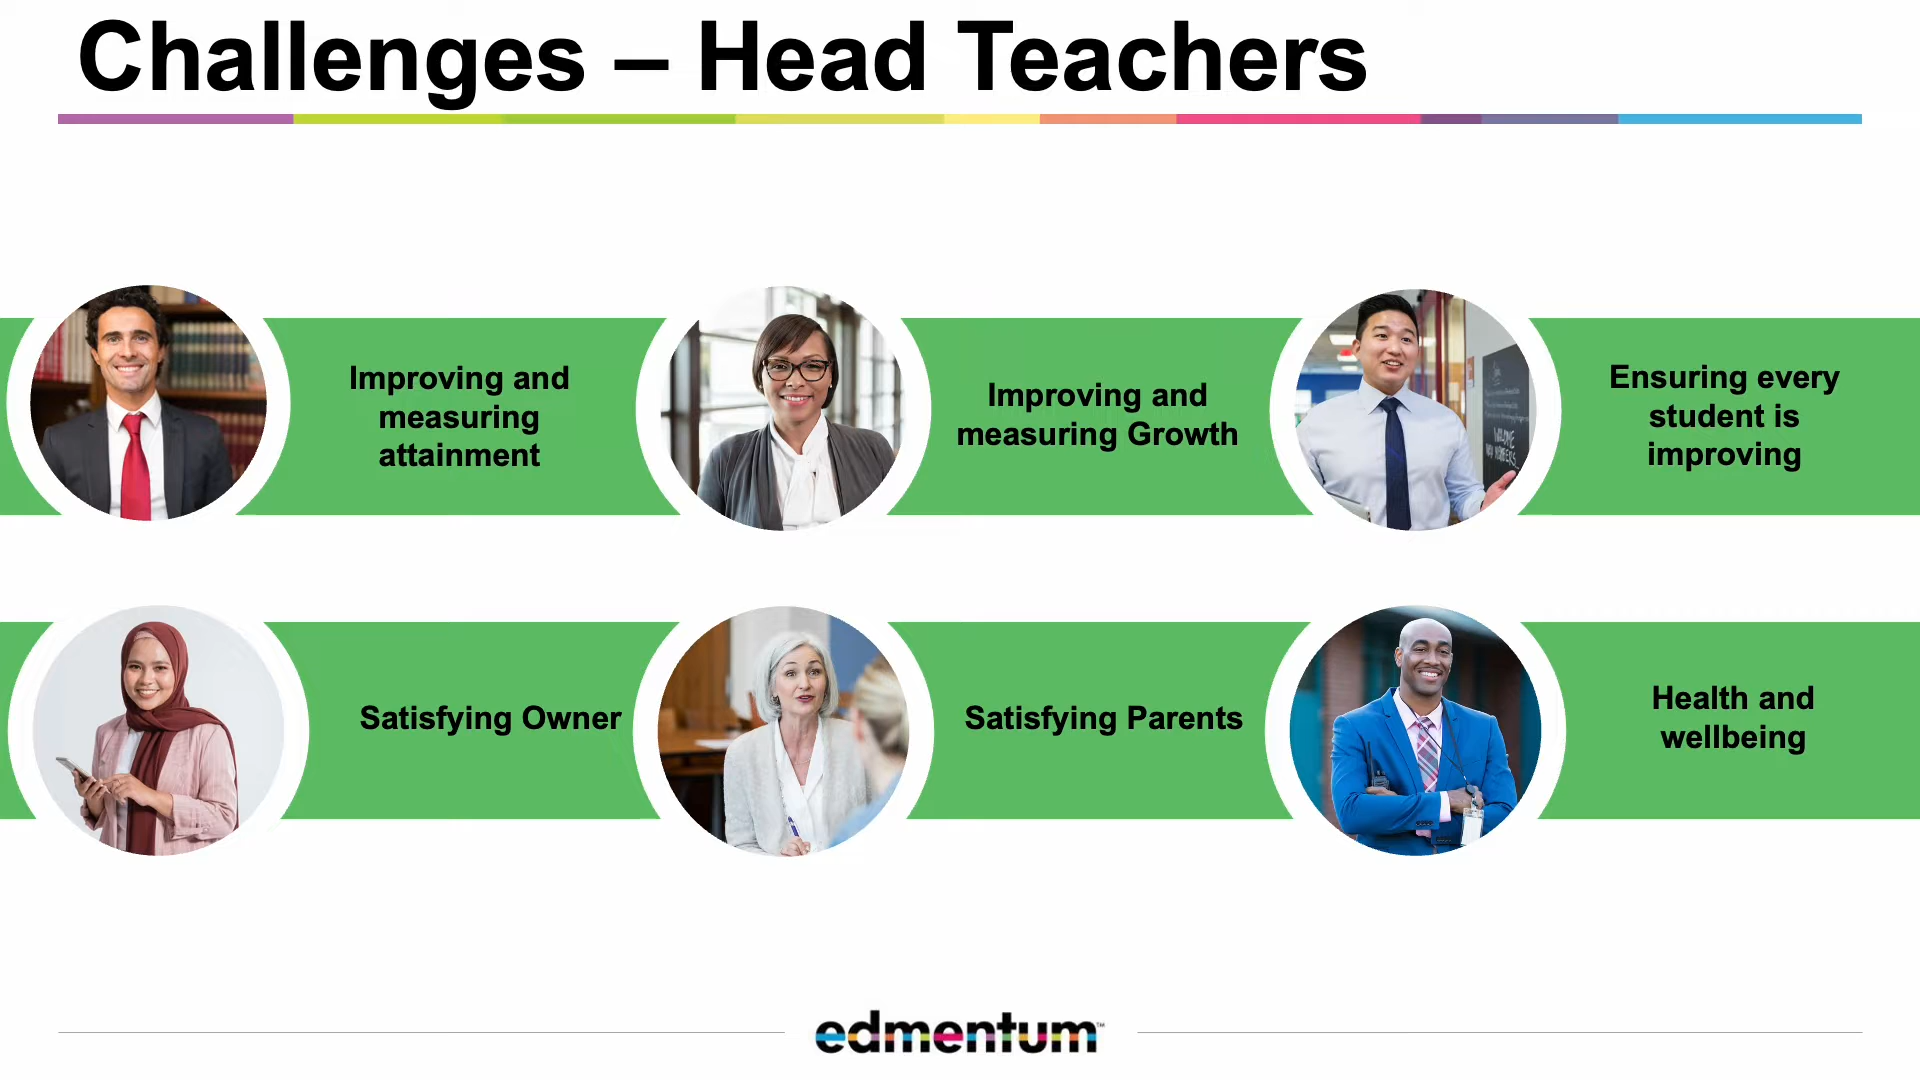 Challenges – Head Teachers
Improving and
measuring
attainment
Improving and
measuring Growth
Ensuring every
student is
improving
Satisfying Owner
Satisfying Parents
Health and
wellbeing
edmentum™